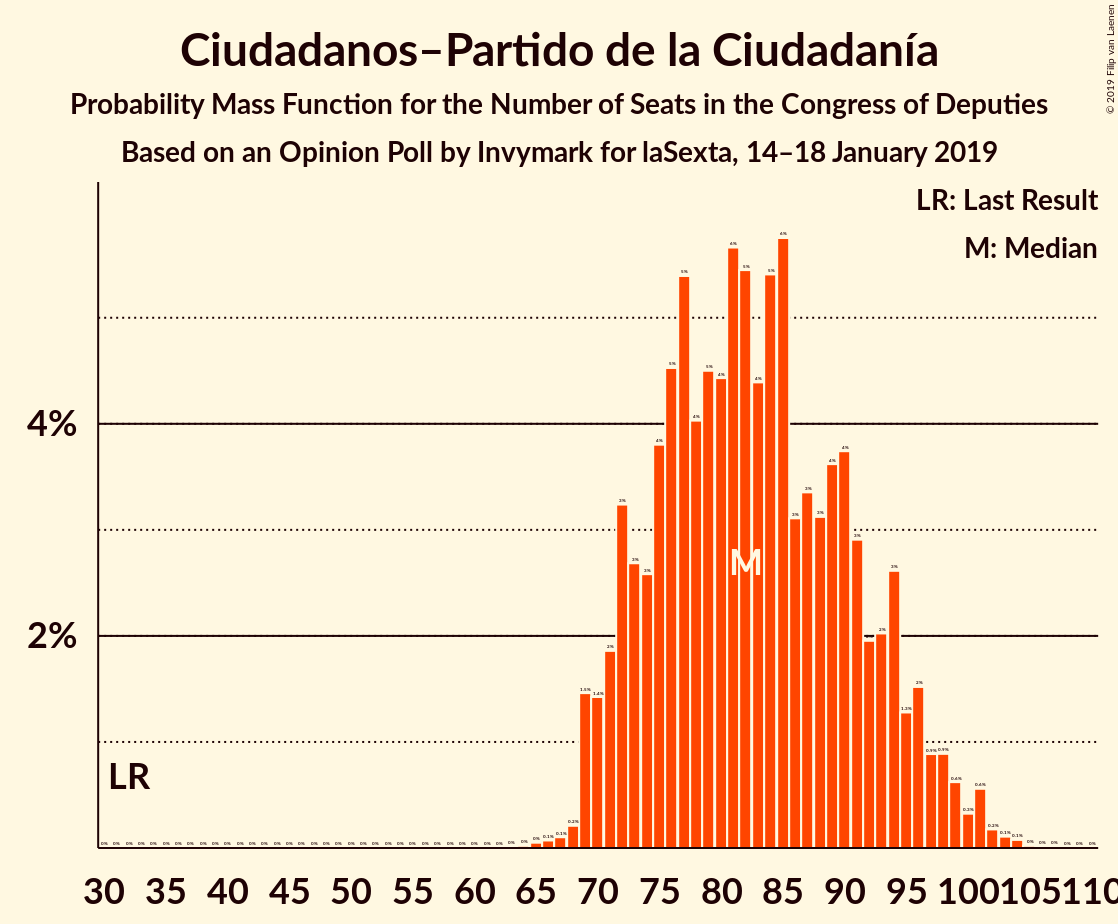 Ciudadanos–Partido de la Ciudadanía
Probability Mass Function for the Number of Seats in the Congress of Deputies
Based on an Opinion Poll by Invymark for laSexta, 14–18 January 2019
© 2019 Filip van Laenen
LR: Last Result
M: Median
4%
2%
LR
M
30 35 40 45 50 55 60 65 70 75 80 85 90 95 100 105 110